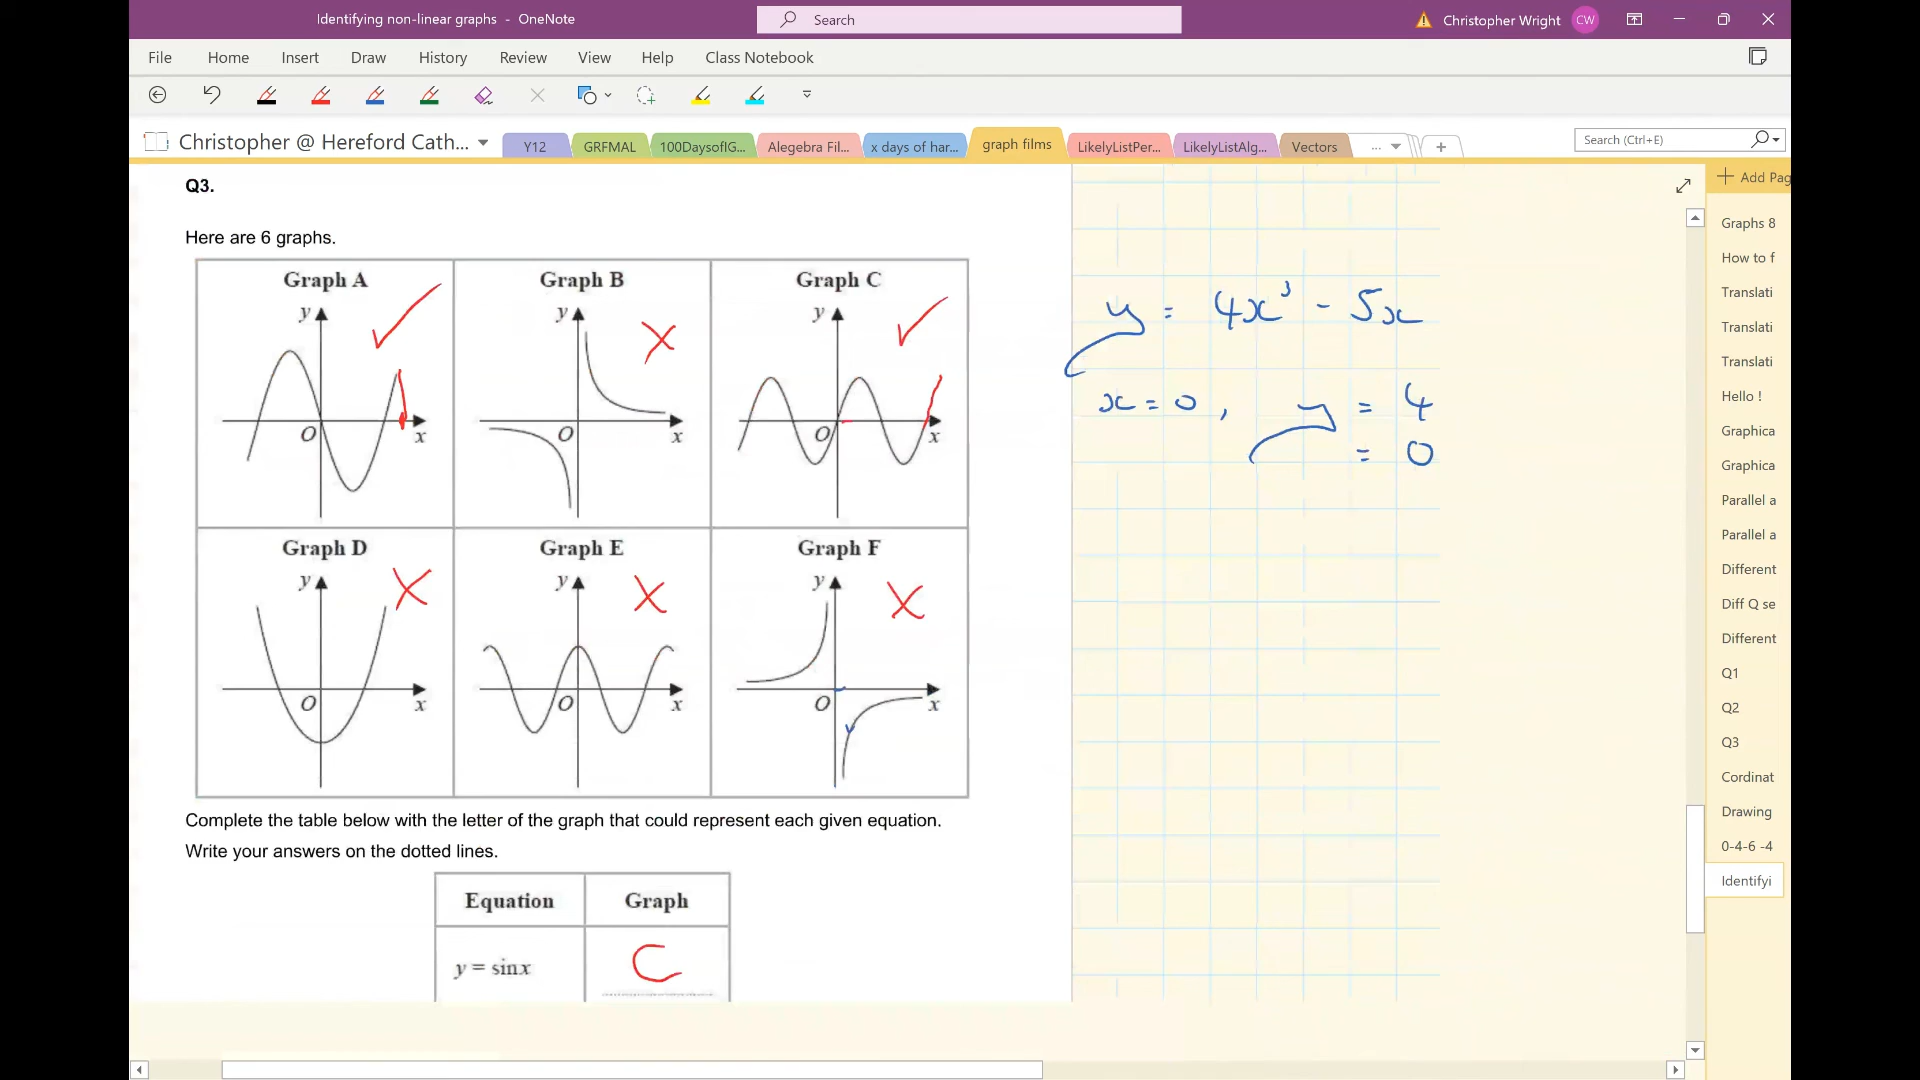 Identifying non-linear graphs - OneNote
Search
Christopher Wright
CW
File Home Insert Draw History Review View Help Class Notebook
Christopher @ Hereford Cath...
Y12
GRFMAL
100DaysofIG...
Alegebra Fil...
x days of har...
graph films
LikelyListPer...
LikelyListAlg...
Vectors
...
Search (Ctrl+E)
Add Pag
Graphs 8
How to f
Translati
Translati
Translati
Hello !
Graphica
Graphica
Parallel a
Parallel a
Different
Diff Q se
Different
Q1
Q2
Q3
Cordinat
Drawing
0-4-6 -4
Identifyi
Q3.
Here are 6 graphs.
Graph A
y
O
x
Graph B
y
O
x
Graph C
y
O
x
Graph D
y
O
x
Graph E
y
O
x
Graph F
y
O
x
Complete the table below with the letter of the graph that could represent each given equation.
Write your answers on the dotted lines.
Equation Graph
y = sinx C
y = 4x³ - 5x
x = 0, y = 4
= 0